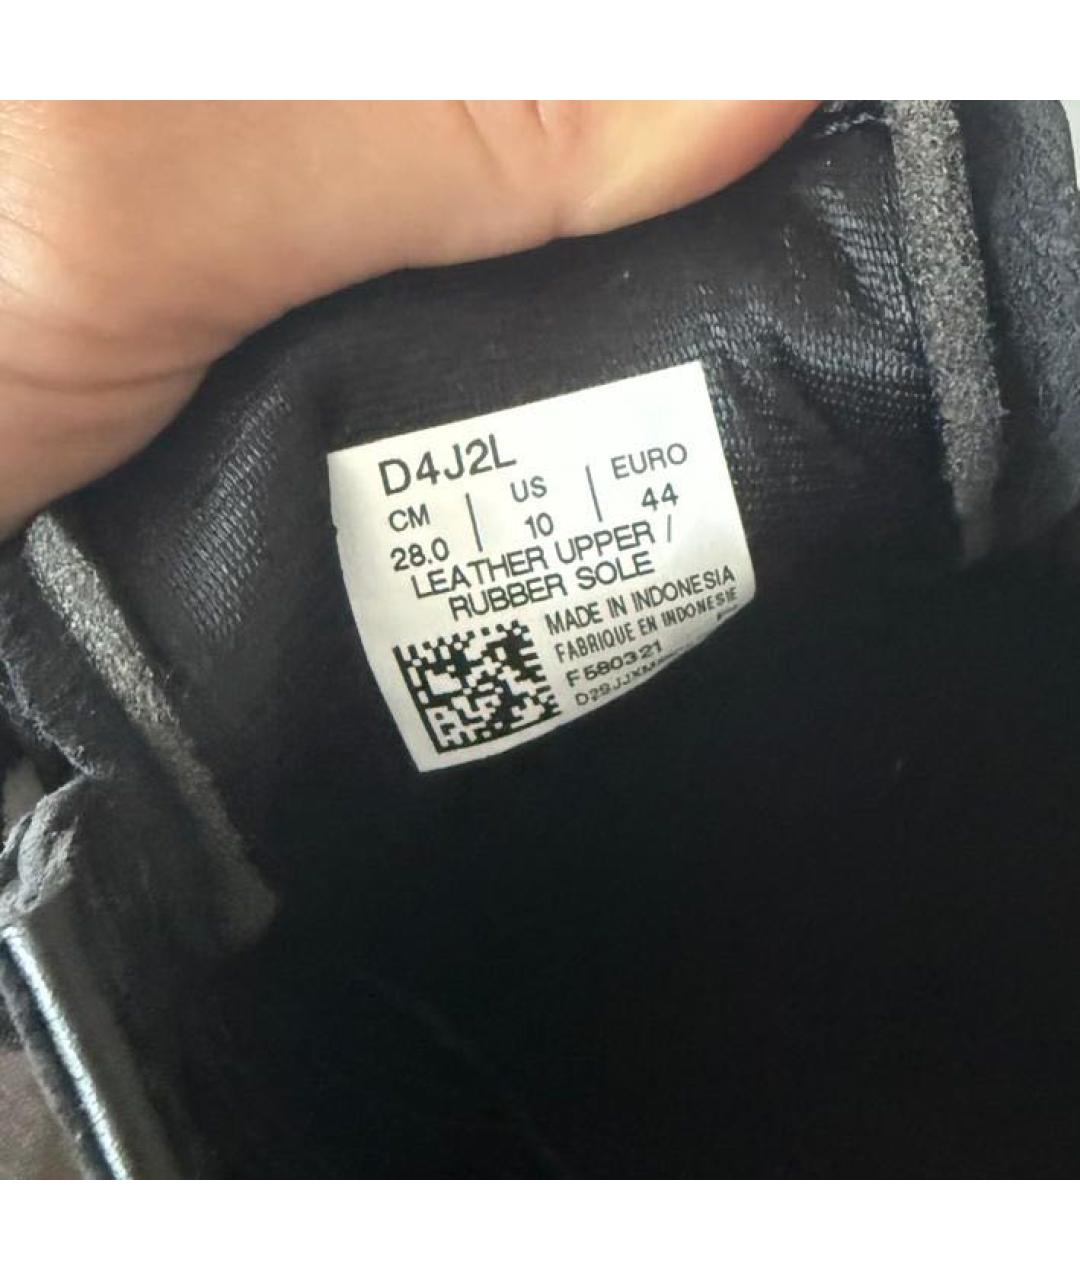 D4J2L
CM | US | EURO
28.0 | 10 | 44
LEATHER UPPER /
RUBBER SOLE
MADE IN INDONESIA
FABRIQUE EN INDONESIE
F580321